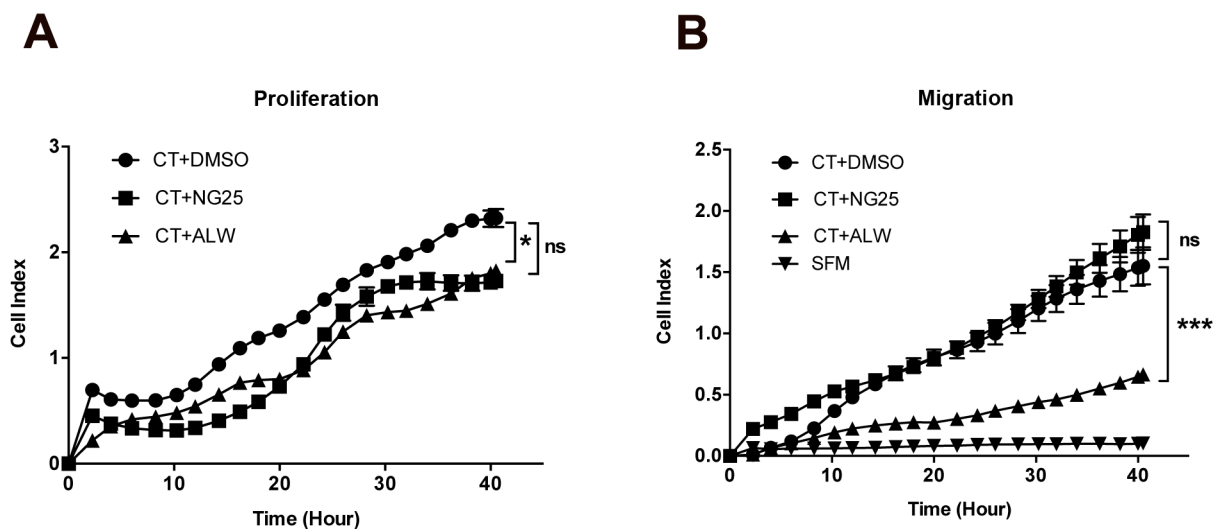 A
Proliferation
Cell Index
3
2
1
0
CT+DMSO
CT+NG25
CT+ALW
*
ns
0 10 20 30 40
Time (Hour)
B
Migration
Cell Index
2.5
2.0
1.5
1.0
0.5
0.0
CT+DMSO
CT+NG25
CT+ALW
SFM
ns
***
0 10 20 30 40
Time (Hour)